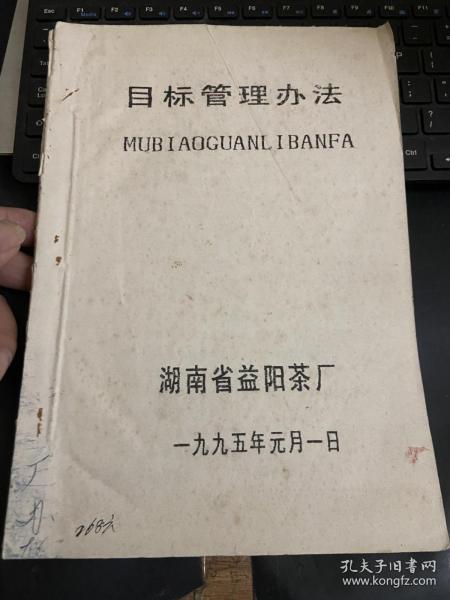 目标管理办法
MUBIAOGUANLIBANFA
湖南省益阳茶厂
一九九五年元月一日
孔夫子旧书网
www.kongfz.com